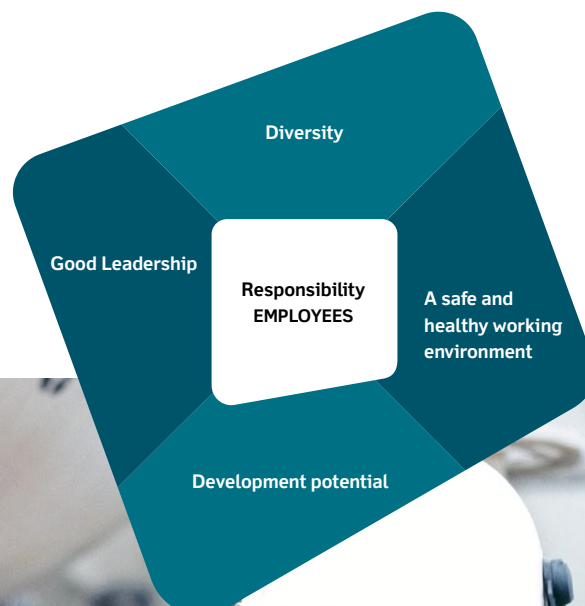 Diversity
Good Leadership
Responsibility
EMPLOYEES
A safe and
healthy working
environment
Development potential